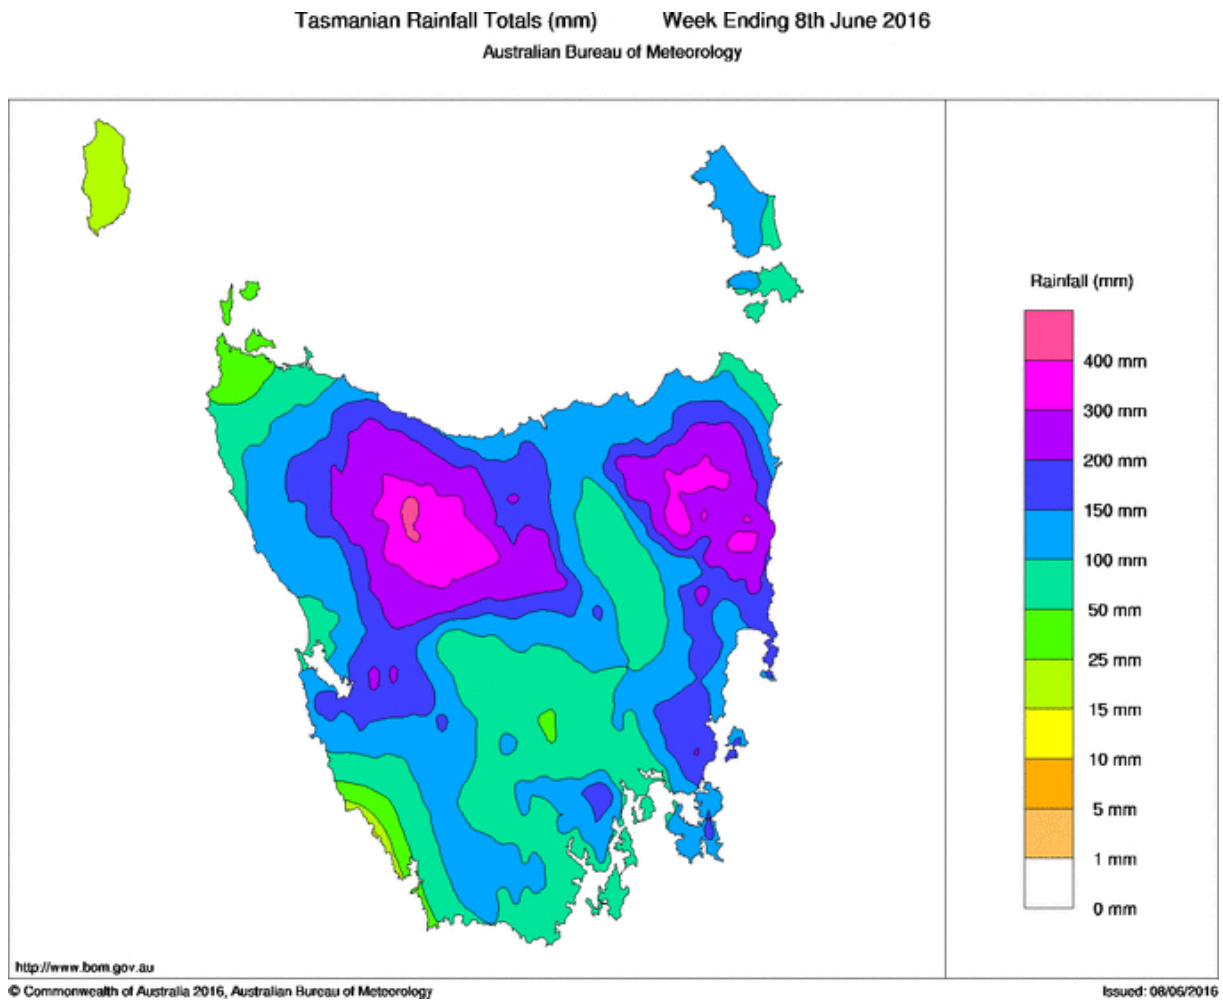 Tasmanian Rainfall Totals (mm) Week Ending 8th June 2016
Australian Bureau of Meteorology
Rainfall (mm)
400 mm
300 mm
200 mm
150 mm
100 mm
50 mm
25 mm
15 mm
10 mm
5 mm
1 mm
0 mm
http://www.bom.gov.au
© Commonwealth of Australia 2016, Australian Bureau of Meteorology
Issued: 08/06/2016